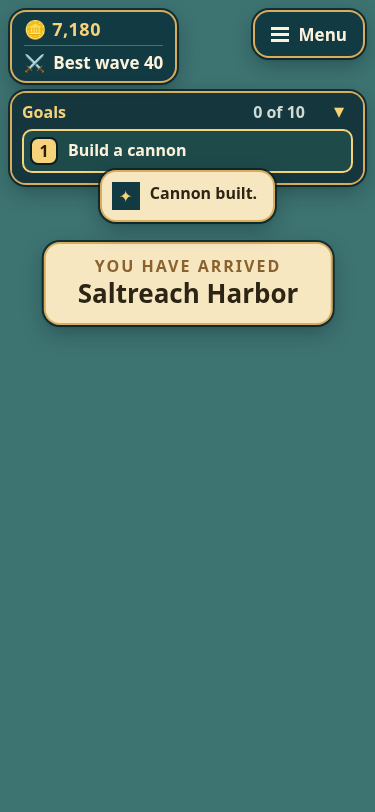 7,180
Best wave 40
Menu
Goals
0 of 10
1
Build a cannon
Cannon built.
YOU HAVE ARRIVED
Saltreach Harbor